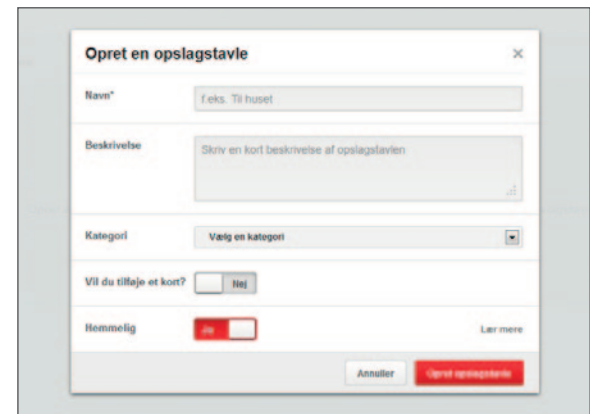 Opret en opslagstavle
Navn*
f.eks. Til huset
Beskrivelse
Skriv en kort beskrivelse af opslagstavlen
Kategori
Vælg en kategori
Vil du tilføje et kort?
Nej
Hemmelig
Ja
Lær mere
Annuller
Opret opslagstavle